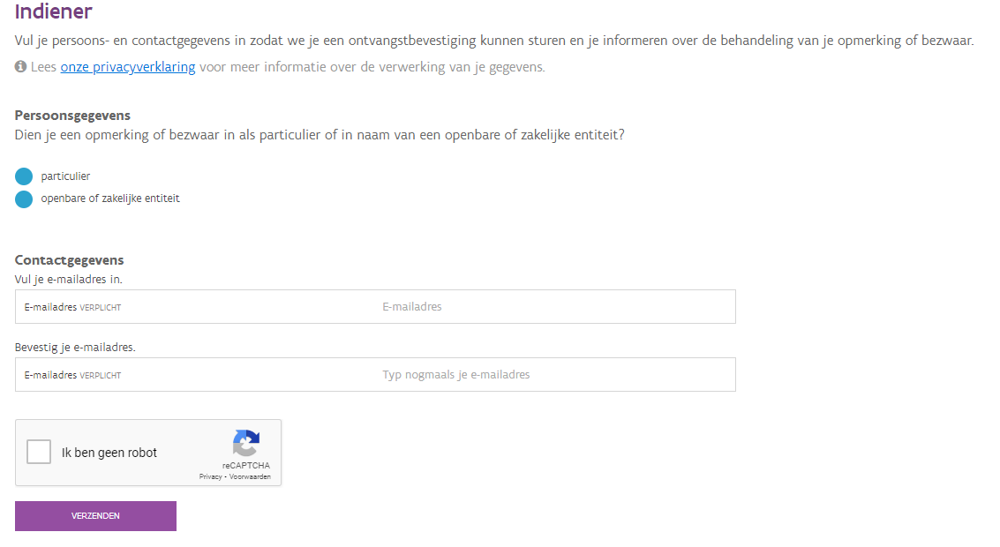 Indiener
Vul je persoons- en contactgegevens in zodat we je een ontvangstbevestiging kunnen sturen en je informeren over de behandeling van je opmerking of bezwaar.
Lees onze privacyverklaring voor meer informatie over de verwerking van je gegevens.
Persoonsgegevens
Dien je een opmerking of bezwaar in als particulier of in naam van een openbare of zakelijke entiteit?
particulier
openbare of zakelijke entiteit
Contactgegevens
Vul je e-mailadres in.
E-mailadres VERPLICHT E-mailadres
Bevestig je e-mailadres.
E-mailadres VERPLICHT Typ nogmaals je e-mailadres
Ik ben geen robot
reCAPTCHA
Privacy - Voorwaarden
VERZENDEN